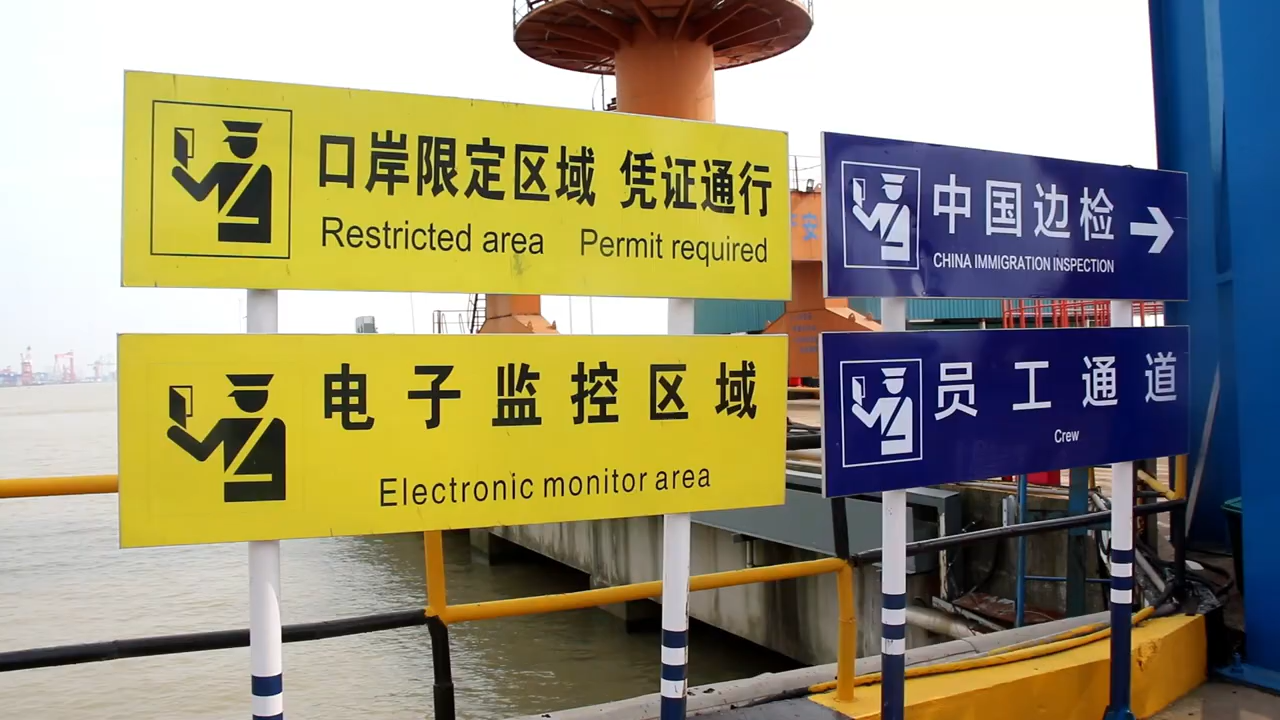 口岸限定区域 凭证通行
Restricted area Permit required
电子监控区域
Electronic monitor area
中国边检
CHINA IMMIGRATION INSPECTION
员工通道
Crew
安